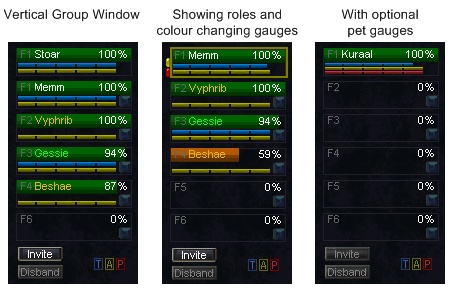 Vertical Group Window
F1 Stoar 100%
Memm 100%
F2 Vyphrib 100%
F3 Gessie 94%
F4 Beshae 87%
F6 0%
Invite
Disband
T A P
Showing roles and
colour changing gauges
F1 Memm 100%
F2 Vyphrib 100%
F3 Gessie 94%
Beshae 59%
F5 0%
F6 0%
Invite
Disband
T A P
With optional
pet gauges
F1 Kuraal 100%
F2 0%
F3 0%
F4 0%
F5 0%
F6 0%
Invite
Disband
T A P